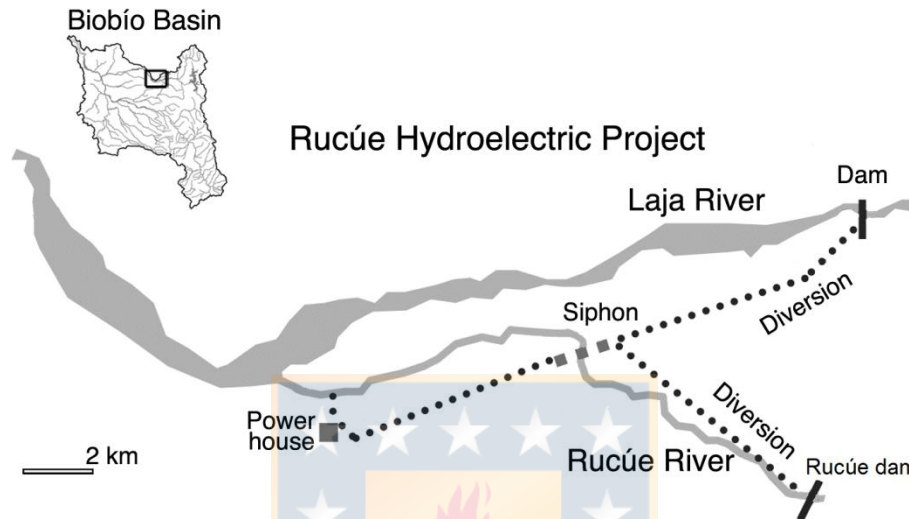 Biobío Basin
Rucúe Hydroelectric Project
Dam
Laja River
Siphon
Diversion
Diversion
Power
house
Rucúe River
Rucúe dam
2 km